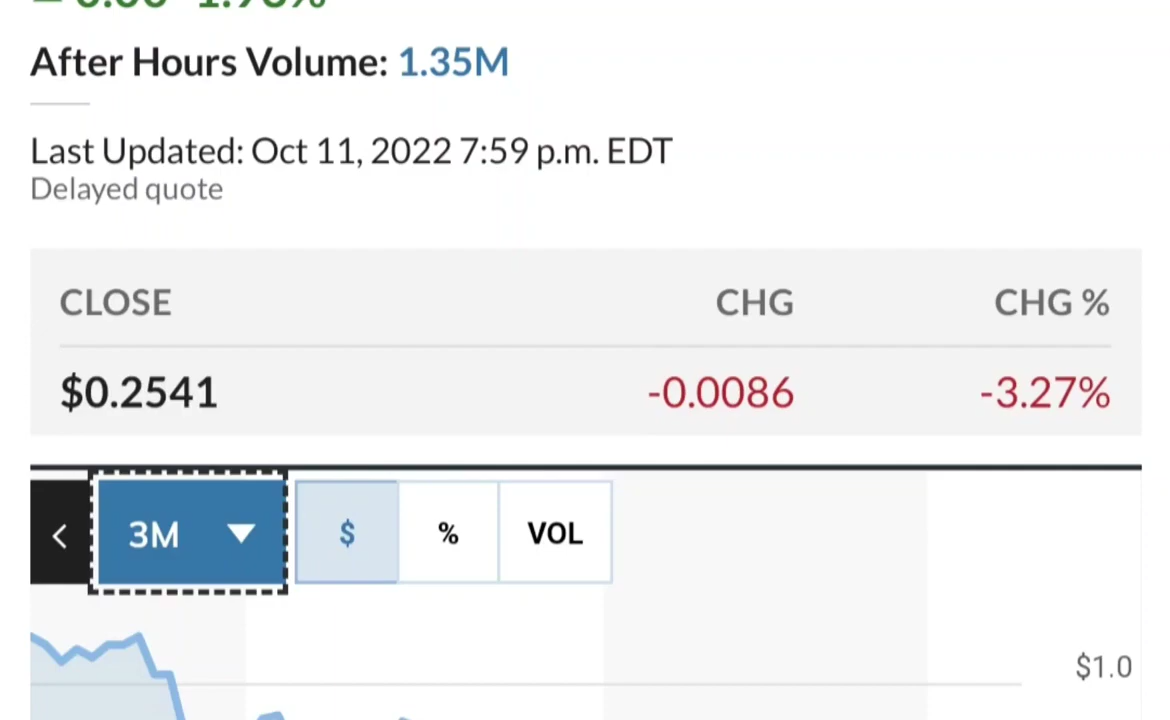 After Hours Volume: 1.35M
Last Updated: Oct 11, 2022 7:59 p.m. EDT
Delayed quote
CLOSE CHG CHG %
$0.2541 -0.0086 -3.27%
3M $ % VOL
$1.0